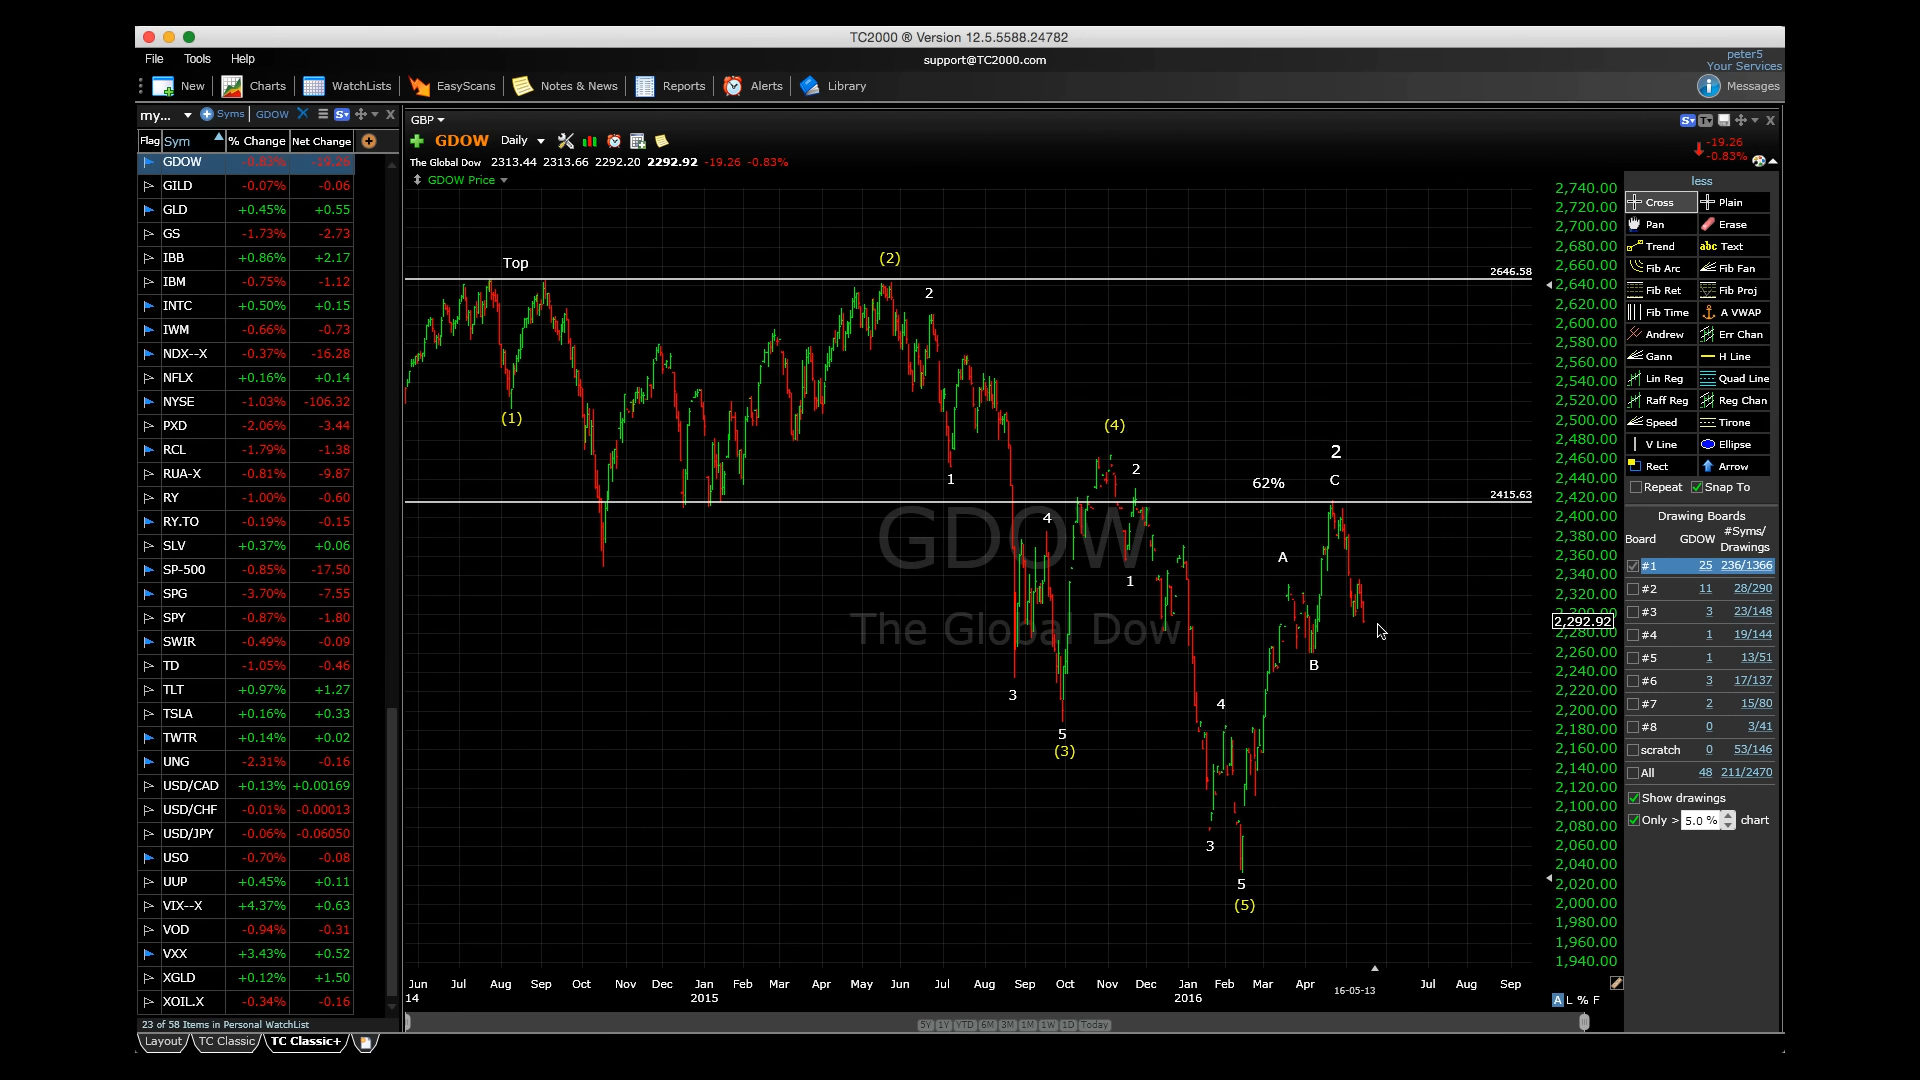 TC2000 ® Version 12.5.5588.24782
File Tools Help
support@TC2000.com
peter5
Your Services
New Charts WatchLists EasyScans Notes & News Reports Alerts Library Messages
my... Syms GDOW
Flag Sym % Change Net Change
GDOW -0.83% -19.26
GILD -0.07% -0.06
GLD +0.45% +0.55
GS -1.73% -2.73
IBB +0.86% +2.17
IBM -0.75% -1.12
INTC +0.50% +0.15
IWM -0.66% -0.73
NDX--X -0.37% -16.28
NFLX +0.16% +0.14
NYSE -1.03% -106.32
PXD -2.06% -3.44
RCL -1.79% -1.38
RUA-X -0.81% -9.87
RY -1.00% -0.60
RY.TO -0.19% -0.15
SLV +0.37% +0.06
SP-500 -0.85% -17.50
SPG -3.70% -7.55
SPY -0.87% -1.80
SWIR -0.49% -0.09
TD -1.05% -0.46
TLT +0.97% +1.27
TSLA +0.16% +0.33
TWTR +0.14% +0.02
UNG -2.31% -0.16
USD/CAD +0.13% +0.00169
USD/CHF -0.01% -0.00013
USD/JPY -0.06% -0.06050
USO -0.70% -0.08
UUP +0.45% +0.11
VIX--X +4.37% +0.63
VOD -0.94% -0.31
VXX +3.43% +0.52
XGLD +0.12% +1.50
XOIL.X -0.34% -0.16
23 of 58 Items in Personal WatchList
Layout TC Classic TC Classic+
GBP
GDOW Daily
The Global Dow 2313.44 2313.66 2292.20 2292.92 -19.26 -0.83%
GDOW Price
-19.26
-0.83%
Top
(2)
2646.58
2
(1)
(4)
2
1
2
C
62%
2415.63
4
A
1
GDOW
The Global Dow
B
3
4
5
(3)
3
5
(5)
2,740.00
2,720.00
2,700.00
2,680.00
2,660.00
2,640.00
2,620.00
2,600.00
2,580.00
2,560.00
2,540.00
2,520.00
2,500.00
2,480.00
2,460.00
2,440.00
2,420.00
2,400.00
2,380.00
2,360.00
2,340.00
2,320.00
2,300.00
2,292.92
2,280.00
2,260.00
2,240.00
2,220.00
2,200.00
2,180.00
2,160.00
2,140.00
2,120.00
2,100.00
2,080.00
2,060.00
2,040.00
2,020.00
2,000.00
1,980.00
1,960.00
1,940.00
Jun Jul Aug Sep Oct Nov Dec Jan Feb Mar Apr May Jun Jul Aug Sep Oct Nov Dec Jan Feb Mar Apr 16-05-13 Jul Aug Sep
14 2015 2016
A L % F
5Y 1Y YTD 6M 3M 1M 1W 1D Today
less
Cross Plain
Pan Erase
Trend abc Text
Fib Arc Fib Fan
Fib Ret Fib Proj
Fib Time A VWAP
Andrew Err Chan
Gann H Line
Lin Reg Quad Line
Raff Reg Reg Chan
Speed Tirone
V Line Ellipse
Rect Arrow
Repeat Snap To
Drawing Boards
Board GDOW #Syms/
Drawings
#1 25 236/1366
#2 11 28/290
#3 3 23/148
#4 1 19/144
#5 1 13/51
#6 3 17/137
#7 2 15/80
#8 0 3/41
scratch 0 53/146
All 48 211/2470
Show drawings
Only > 5.0 % chart